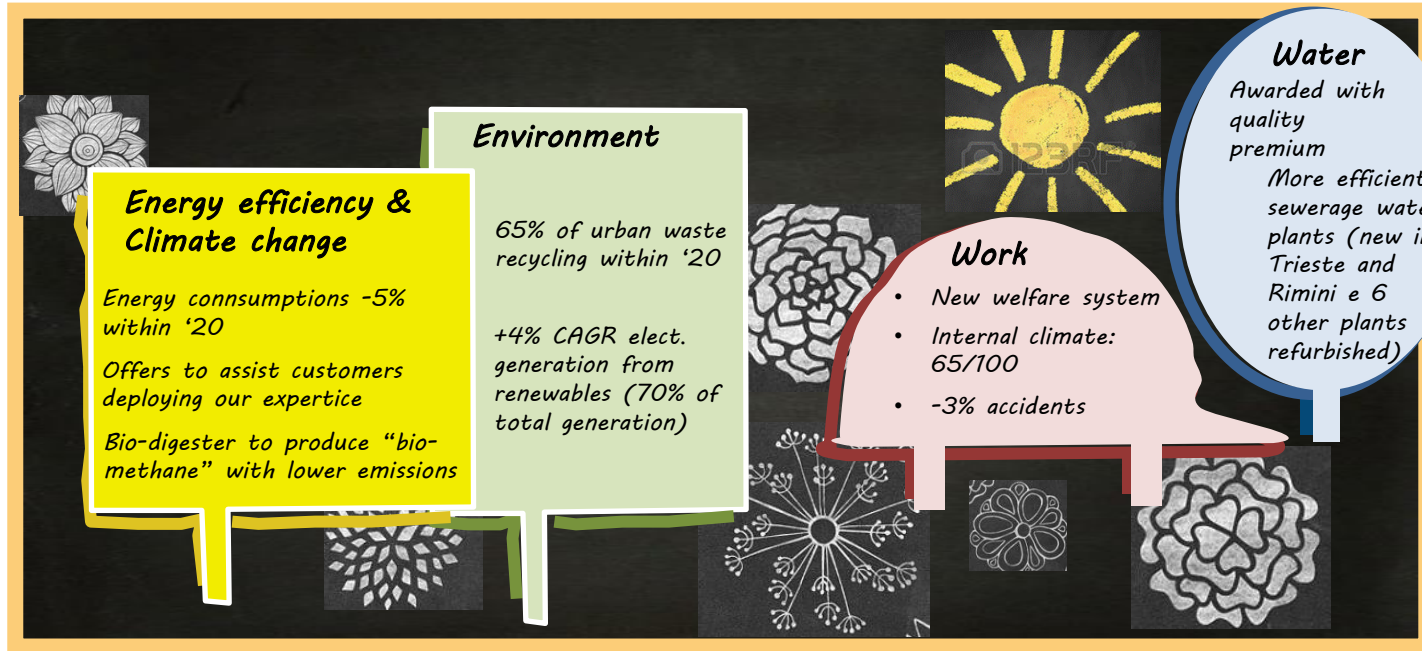 Energy efficiency &
Climate change
Energy connsumptions -5%
within ‘20
Offers to assist customers
deploying our expertice
Bio-digester to produce “bio-
methane” with lower emissions
Environment
65% of urban waste
recycling within ‘20
+4% CAGR elect.
generation from
renewables (70% of
total generation)
123RF
Work
• New welfare system
• Internal climate:
65/100
• -3% accidents
Water
Awarded with
quality
premium
More efficient
sewerage wate
plants (new i
Trieste and
Rimini e 6
other plants
refurbished)